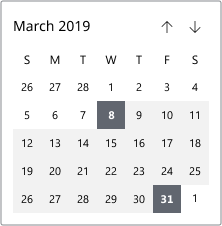 March 2019
S M T W T F S
26 27 28 1 2 3 4
5 6 7 8 9 10 11
12 13 14 15 16 17 18
19 20 21 22 23 24 25
26 27 28 29 30 31 1